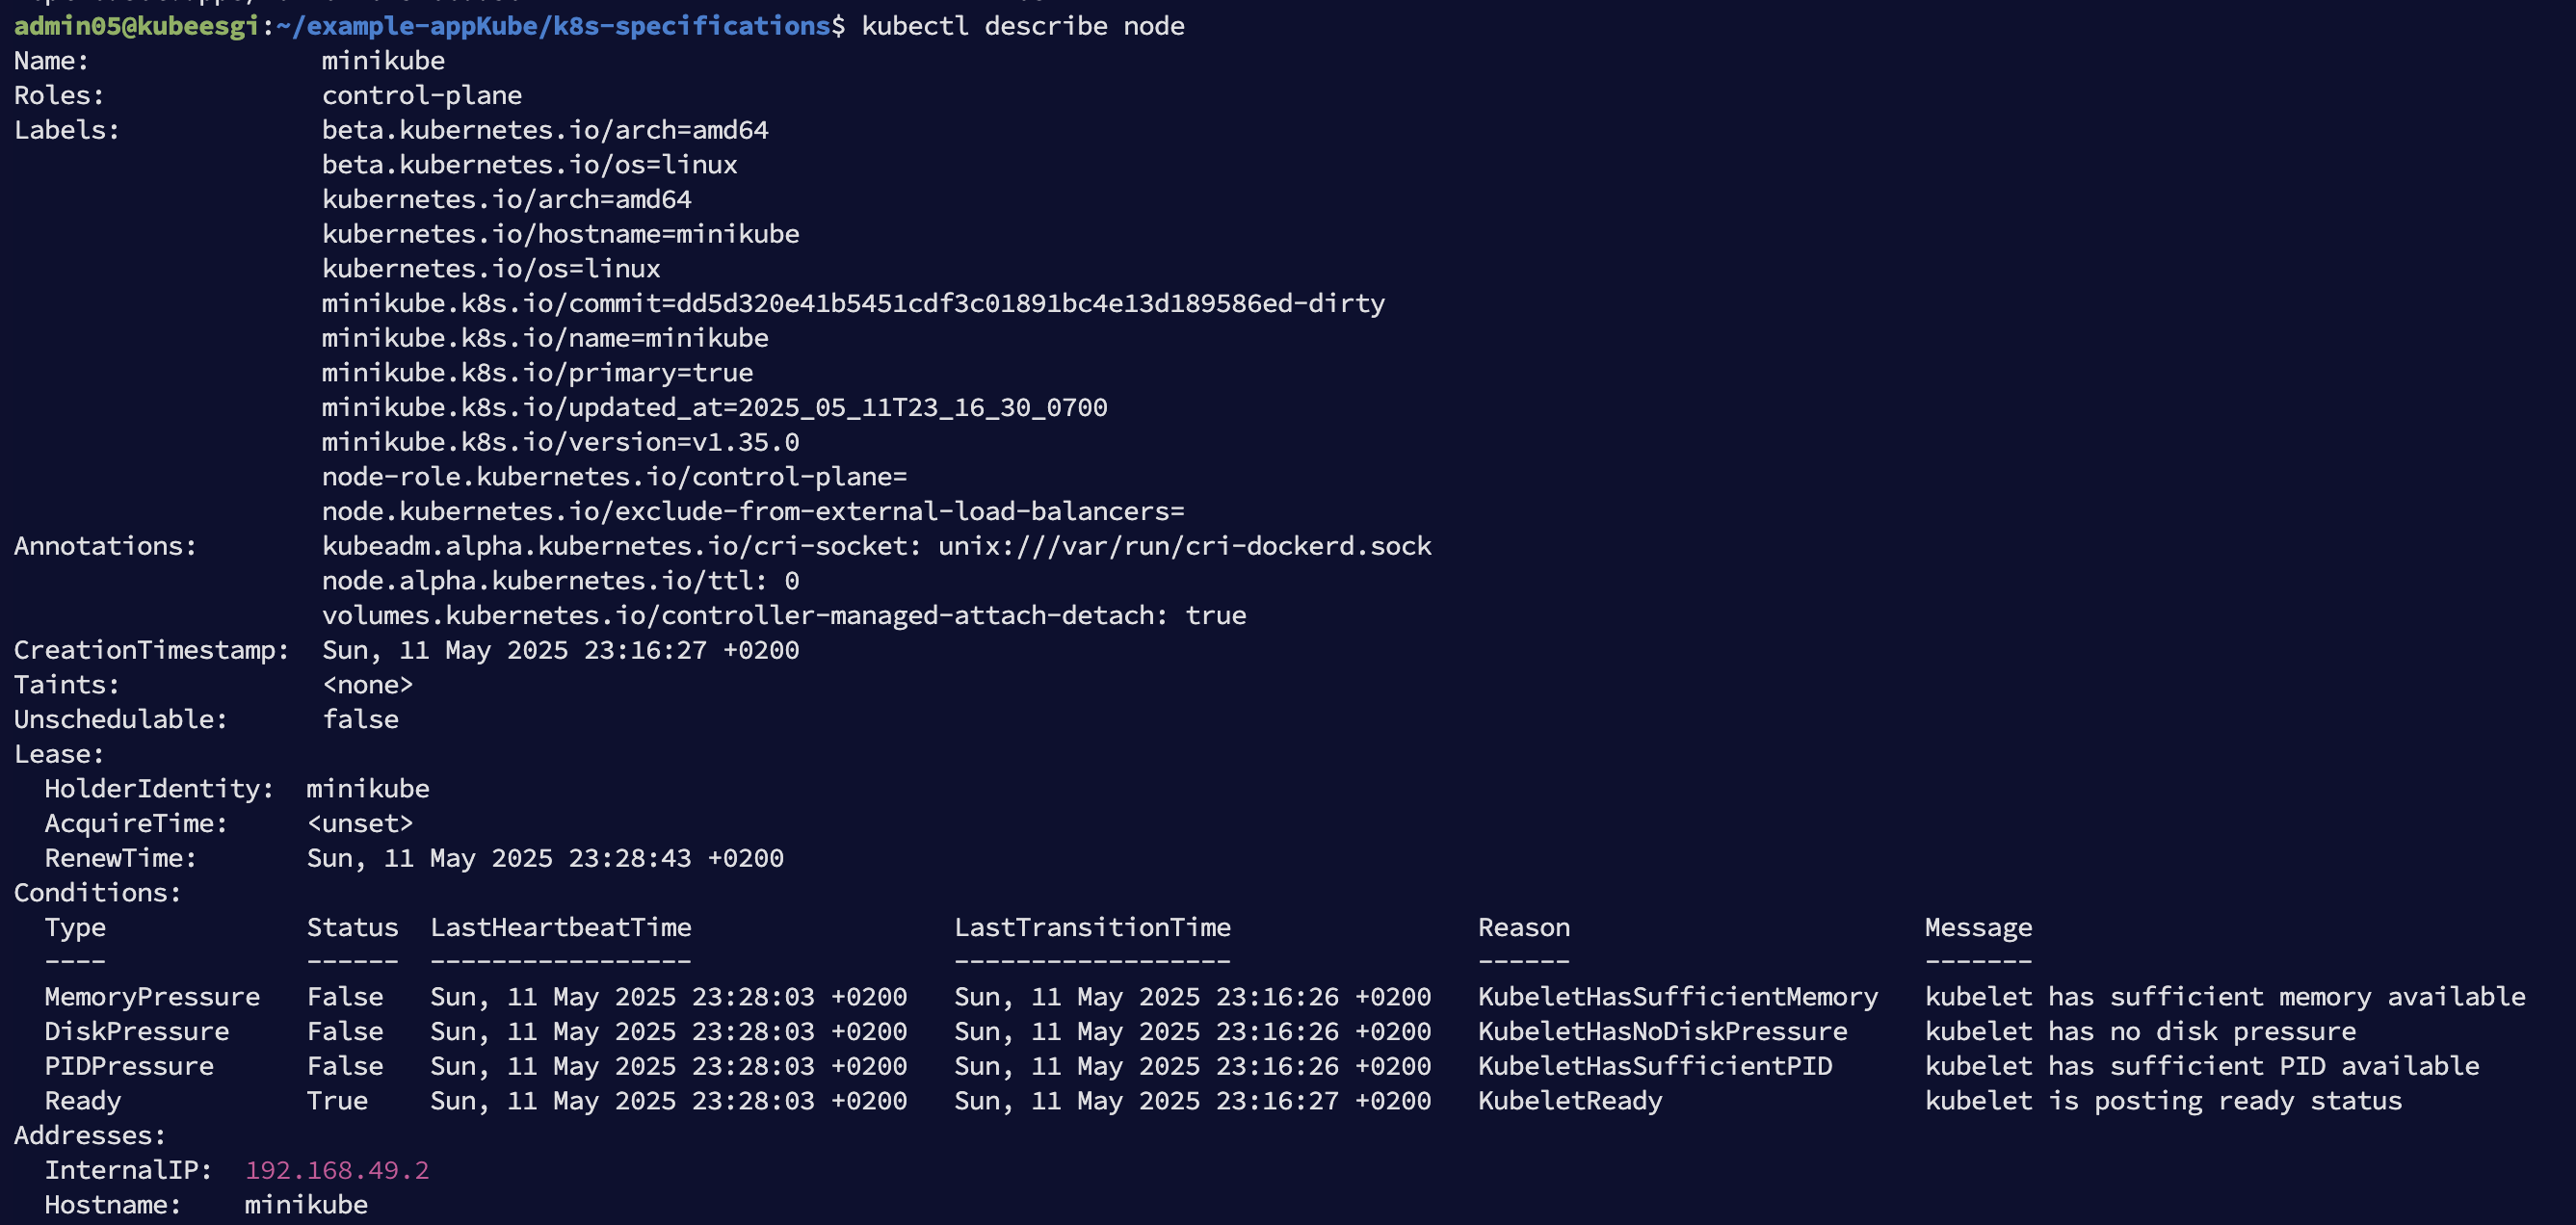 admin05@kubeesgi:~/example-appKube/k8s-specifications$ kubectl describe node
Name:               minikube
Roles:              control-plane
Labels:             beta.kubernetes.io/arch=amd64
                    beta.kubernetes.io/os=linux
                    kubernetes.io/arch=amd64
                    kubernetes.io/hostname=minikube
                    kubernetes.io/os=linux
                    minikube.k8s.io/commit=dd5d320e41b5451cdf3c01891bc4e13d189586ed-dirty
                    minikube.k8s.io/name=minikube
                    minikube.k8s.io/primary=true
                    minikube.k8s.io/updated_at=2025_05_11T23_16_30_0700
                    minikube.k8s.io/version=v1.35.0
                    node-role.kubernetes.io/control-plane=
                    node.kubernetes.io/exclude-from-external-load-balancers=
Annotations:        kubeadm.alpha.kubernetes.io/cri-socket: unix:///var/run/cri-dockerd.sock
                    node.alpha.kubernetes.io/ttl: 0
                    volumes.kubernetes.io/controller-managed-attach-detach: true
CreationTimestamp:  Sun, 11 May 2025 23:16:27 +0200
Taints:             <none>
Unschedulable:      false
Lease:
  HolderIdentity:  minikube
  AcquireTime:     <unset>
  RenewTime:       Sun, 11 May 2025 23:28:43 +0200
Conditions:
  Type             Status  LastHeartbeatTime                 LastTransitionTime                Reason                       Message
  ----             ------  -----------------                 ------------------                ------                       -------
  MemoryPressure   False   Sun, 11 May 2025 23:28:03 +0200   Sun, 11 May 2025 23:16:26 +0200   KubeletHasSufficientMemory   kubelet has sufficient memory available
  DiskPressure     False   Sun, 11 May 2025 23:28:03 +0200   Sun, 11 May 2025 23:16:26 +0200   KubeletHasNoDiskPressure     kubelet has no disk pressure
  PIDPressure      False   Sun, 11 May 2025 23:28:03 +0200   Sun, 11 May 2025 23:16:26 +0200   KubeletHasSufficientPID      kubelet has sufficient PID available
  Ready            True    Sun, 11 May 2025 23:28:03 +0200   Sun, 11 May 2025 23:16:27 +0200   KubeletReady                 kubelet is posting ready status
Addresses:
  InternalIP:  192.168.49.2
  Hostname:    minikube